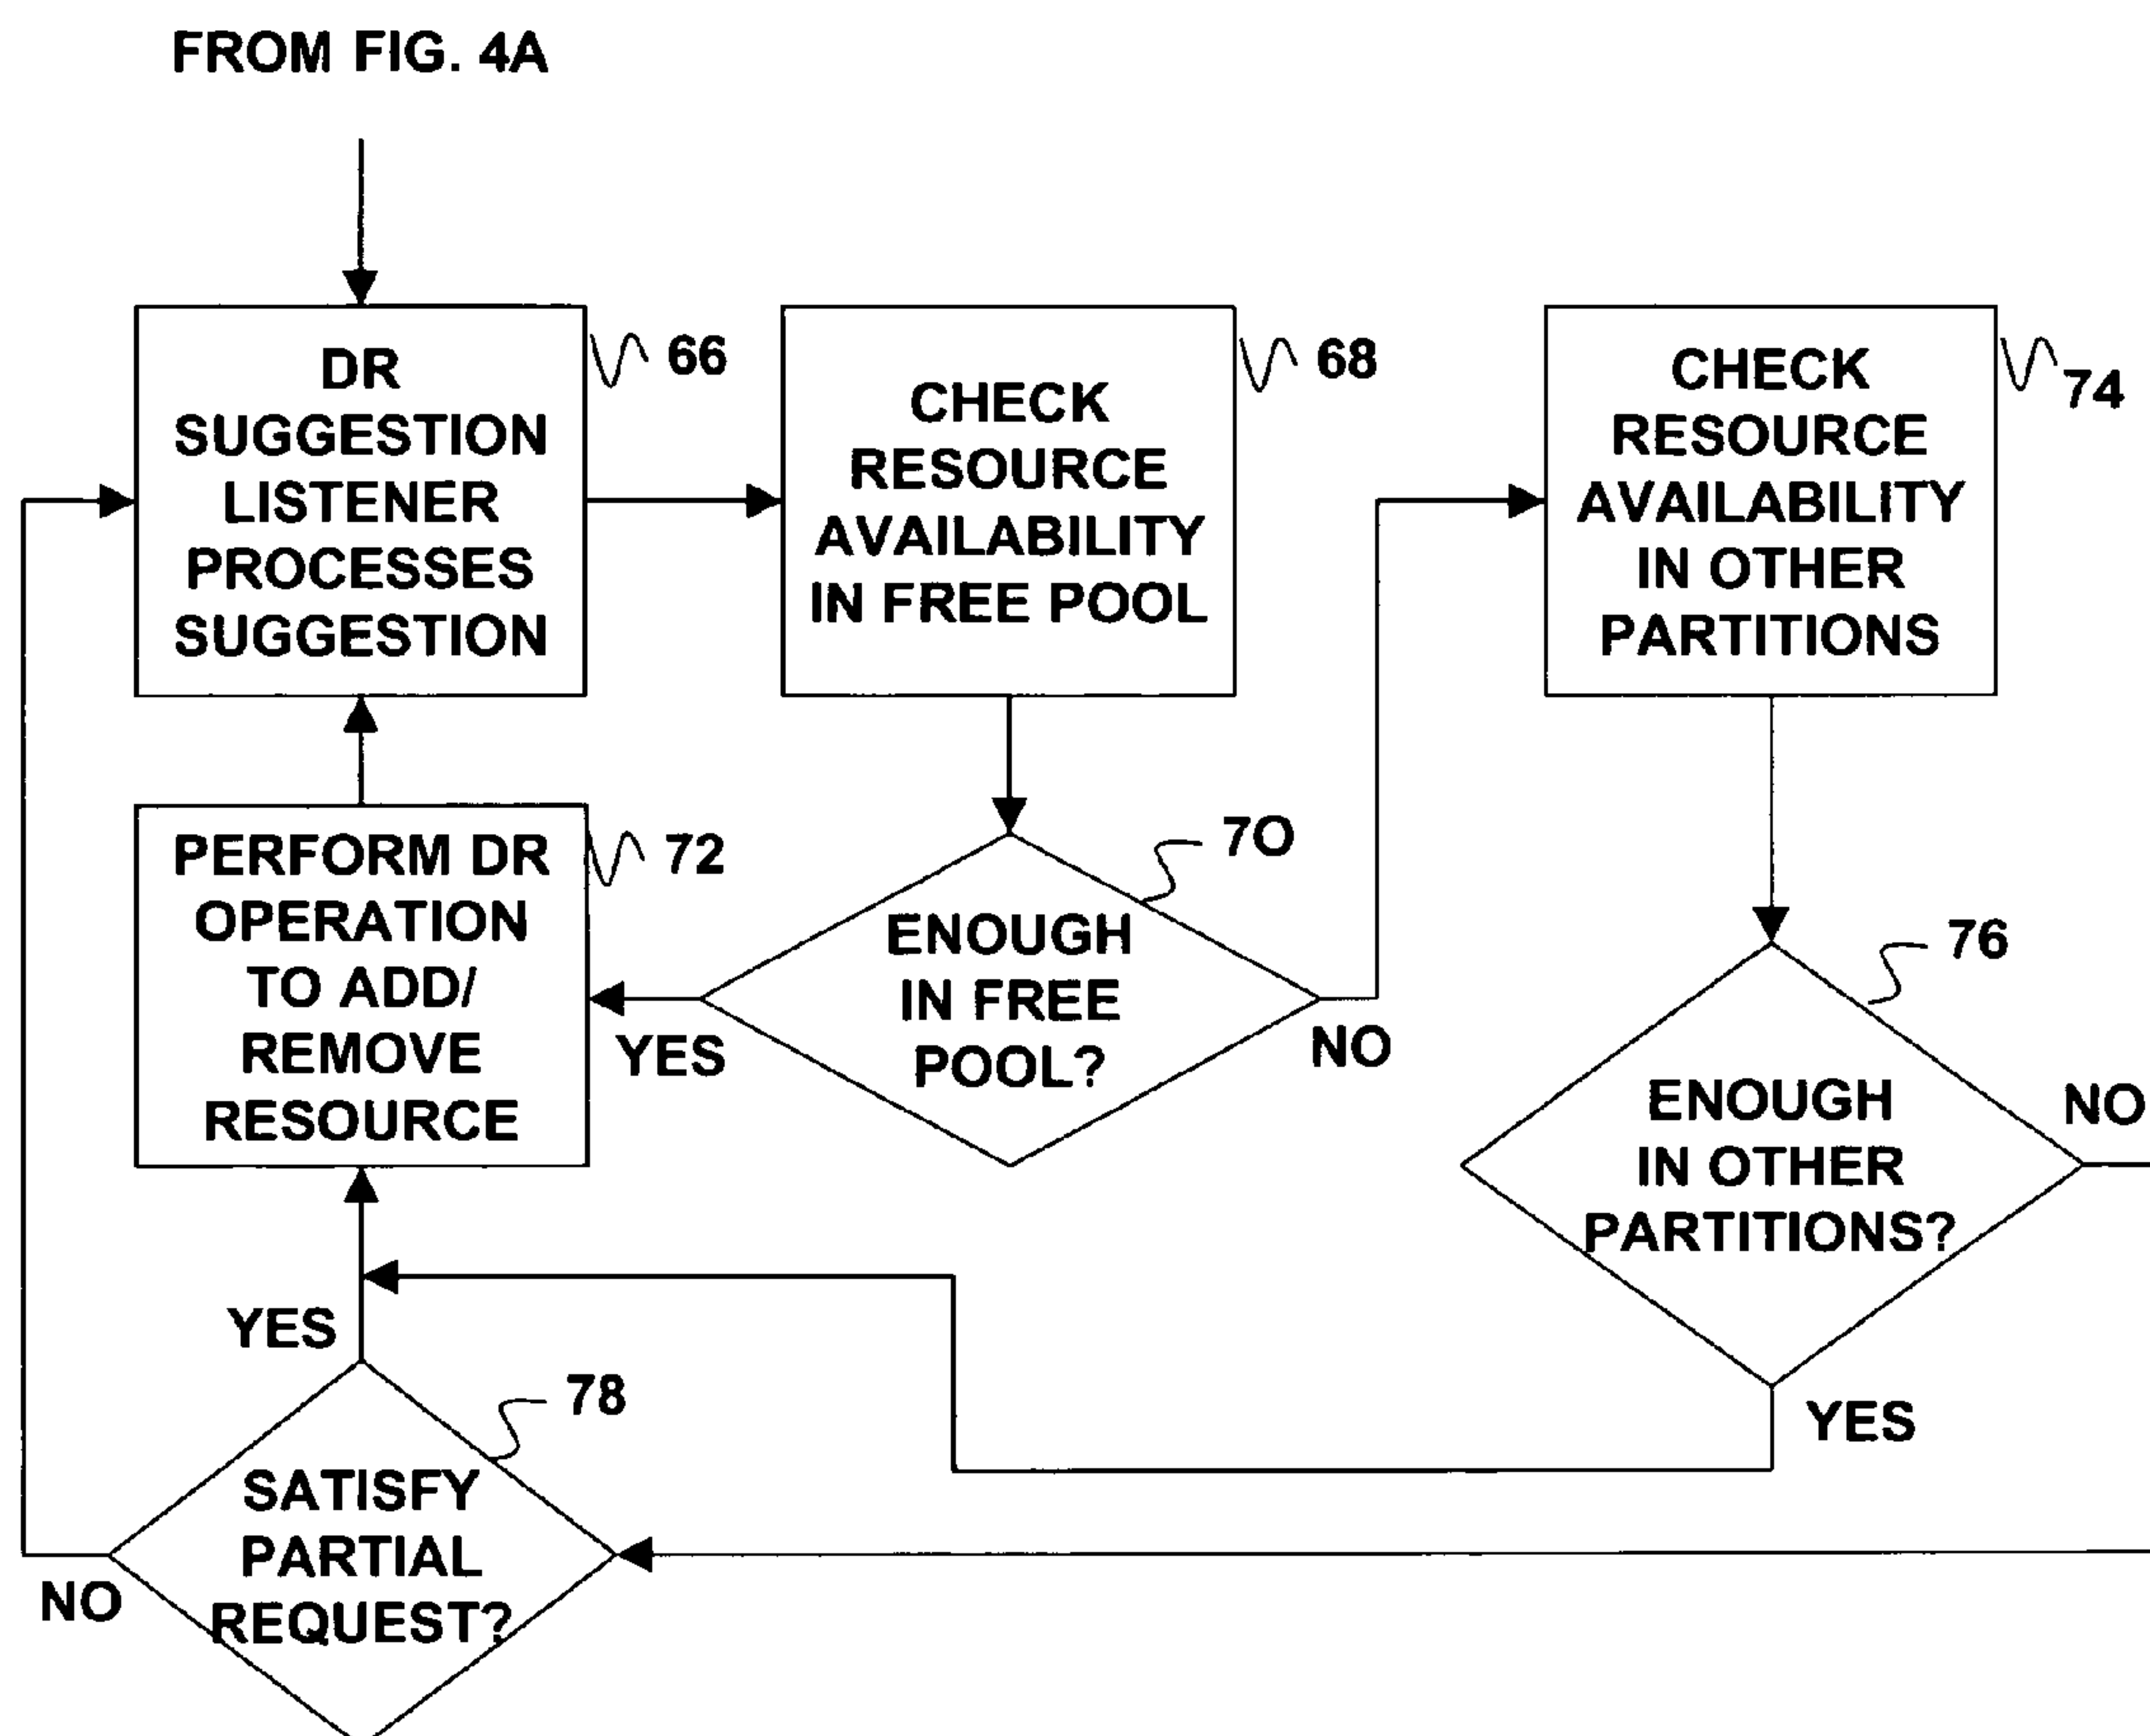 FROM FIG. 4A
DR
SUGGESTION
LISTENER
PROCESSES
SUGGESTION
66
CHECK
RESOURCE
AVAILABILITY
IN FREE POOL
68
CHECK
RESOURCE
AVAILABILITY
IN OTHER
PARTITIONS
74
PERFORM DR
OPERATION
TO ADD/
REMOVE
RESOURCE
72
YES
ENOUGH
IN FREE
POOL?
70
NO
ENOUGH
IN OTHER
PARTITIONS?
76
NO
YES
YES
SATISFY
PARTIAL
REQUEST?
78
NO